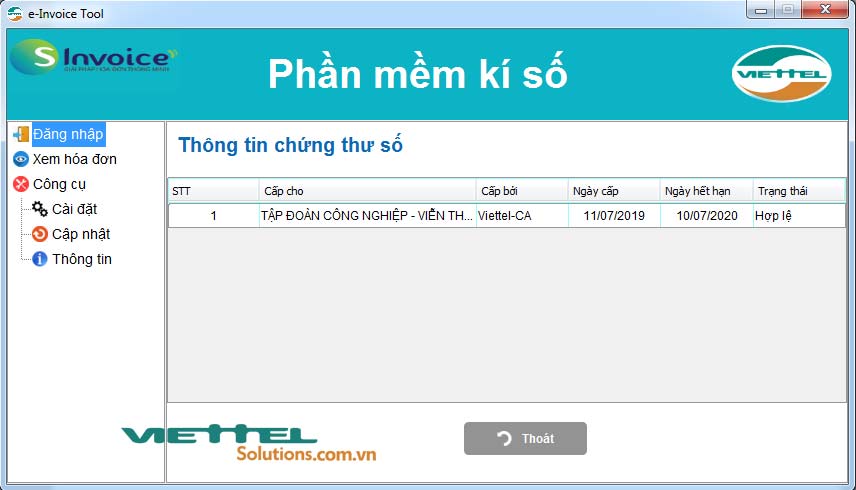 e-Invoice Tool
S Invoice
GIẢI PHÁP HÓA ĐƠN THÔNG MINH
Phần mềm kí số
VIETTEL
Đăng nhập
Xem hóa đơn
Công cụ
Cài đặt
Cập nhật
Thông tin
Thông tin chứng thư số
STT Cấp cho Cấp bởi Ngày cấp Ngày hết hạn Trạng thái
1 TẬP ĐOÀN CÔNG NGHIỆP - VIỄN TH... Viettel-CA 11/07/2019 10/07/2020 Hợp lệ
VIETTEL
Solutions.com.vn
Thoát